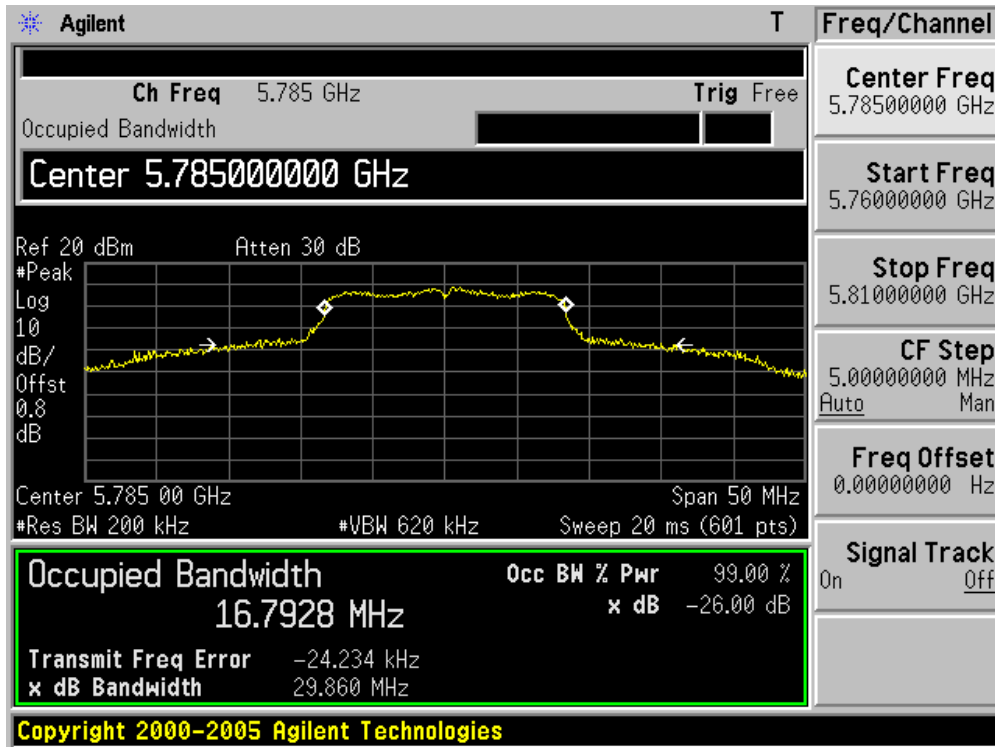 Agilent T
Ch Freq 5.785 GHz Trig Free
Occupied Bandwidth
Center 5.785000000 GHz
Ref 20 dBm Atten 30 dB
#Peak
Log
10
dB/
Offst
0.8
dB
Center 5.785 00 GHz Span 50 MHz
#Res BW 200 kHz #VBW 620 kHz Sweep 20 ms (601 pts)
Occupied Bandwidth
16.7928 MHz
Occ BW % Pwr 99.00 %
x dB -26.00 dB
Transmit Freq Error -24.234 kHz
x dB Bandwidth 29.860 MHz
Copyright 2000-2005 Agilent Technologies
Freq/Channel
Center Freq
5.78500000 GHz
Start Freq
5.76000000 GHz
Stop Freq
5.81000000 GHz
CF Step
5.00000000 MHz
Auto Man
Freq Offset
0.00000000 Hz
Signal Track
On Off